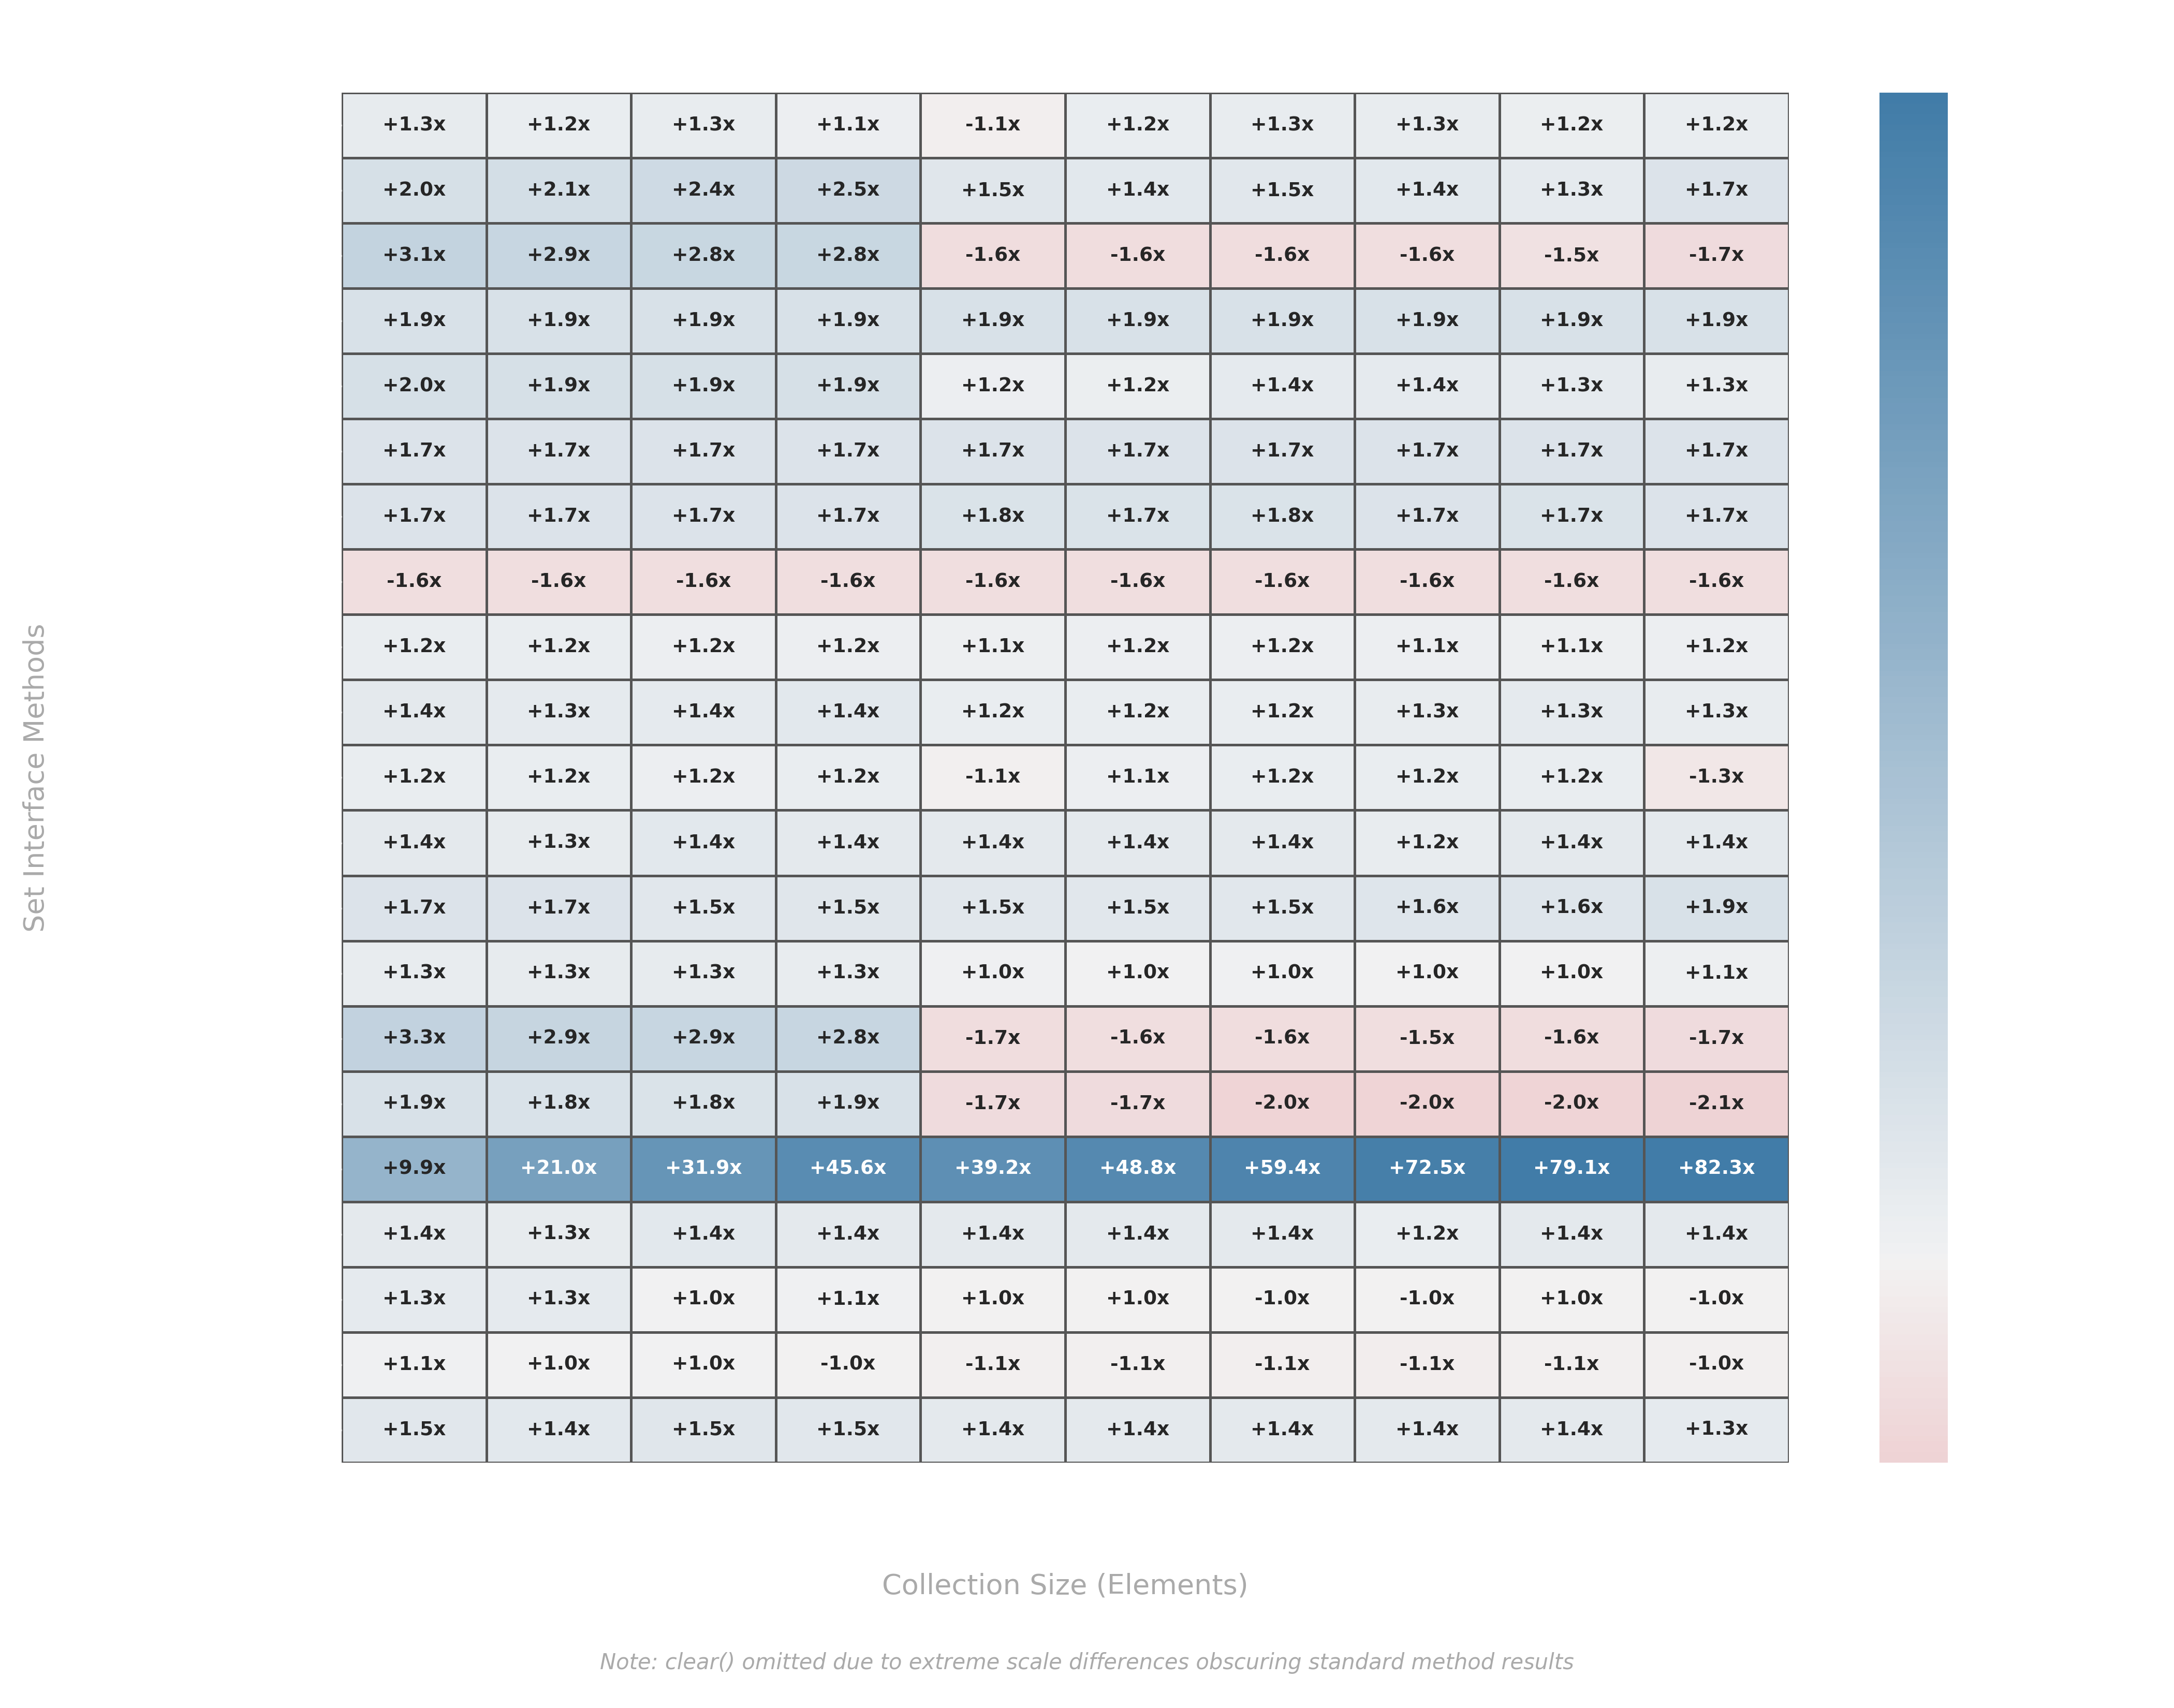 +1.3x +1.2x +1.3x +1.1x -1.1x +1.2x +1.3x +1.3x +1.2x +1.2x
+2.0x +2.1x +2.4x +2.5x +1.5x +1.4x +1.5x +1.4x +1.3x +1.7x
+3.1x +2.9x +2.8x +2.8x -1.6x -1.6x -1.6x -1.6x -1.5x -1.7x
+1.9x +1.9x +1.9x +1.9x +1.9x +1.9x +1.9x +1.9x +1.9x +1.9x
+2.0x +1.9x +1.9x +1.9x +1.2x +1.2x +1.4x +1.4x +1.3x +1.3x
+1.7x +1.7x +1.7x +1.7x +1.7x +1.7x +1.7x +1.7x +1.7x +1.7x
+1.7x +1.7x +1.7x +1.7x +1.8x +1.7x +1.8x +1.7x +1.7x +1.7x
-1.6x -1.6x -1.6x -1.6x -1.6x -1.6x -1.6x -1.6x -1.6x -1.6x
+1.2x +1.2x +1.2x +1.2x +1.1x +1.2x +1.2x +1.1x +1.1x +1.2x
+1.4x +1.3x +1.4x +1.4x +1.2x +1.2x +1.2x +1.3x +1.3x +1.3x
+1.2x +1.2x +1.2x +1.2x -1.1x +1.1x +1.2x +1.2x +1.2x -1.3x
+1.4x +1.3x +1.4x +1.4x +1.4x +1.4x +1.4x +1.2x +1.4x +1.4x
+1.7x +1.7x +1.5x +1.5x +1.5x +1.5x +1.5x +1.6x +1.6x +1.9x
+1.3x +1.3x +1.3x +1.3x +1.0x +1.0x +1.0x +1.0x +1.0x +1.1x
+3.3x +2.9x +2.9x +2.8x -1.7x -1.6x -1.6x -1.5x -1.6x -1.7x
+1.9x +1.8x +1.8x +1.9x -1.7x -1.7x -2.0x -2.0x -2.0x -2.1x
+9.9x +21.0x +31.9x +45.6x +39.2x +48.8x +59.4x +72.5x +79.1x +82.3x
+1.4x +1.3x +1.4x +1.4x +1.4x +1.4x +1.4x +1.2x +1.4x +1.4x
+1.3x +1.3x +1.0x +1.1x +1.0x +1.0x -1.0x -1.0x +1.0x -1.0x
+1.1x +1.0x +1.0x -1.0x -1.1x -1.1x -1.1x -1.1x -1.1x -1.0x
+1.5x +1.4x +1.5x +1.5x +1.4x +1.4x +1.4x +1.4x +1.4x +1.3x
Set Interface Methods
Collection Size (Elements)
Note: clear() omitted due to extreme scale differences obscuring standard method results